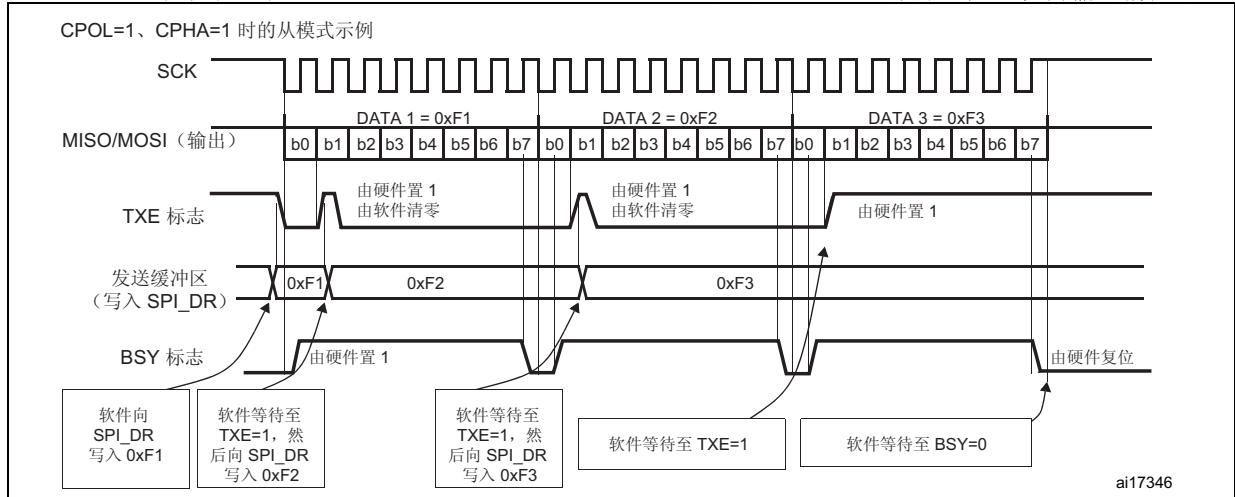 CPOL=1、CPHA=1 时的从模式示例
SCK
DATA 1 = 0xF1 DATA 2 = 0xF2 DATA 3 = 0xF3
MISO/MOSI（输出）
b0 b1 b2 b3 b4 b5 b6 b7 b0 b1 b2 b3 b4 b5 b6 b7 b0 b1 b2 b3 b4 b5 b6 b7
TXE 标志
由硬件置 1
由软件清零
由硬件置 1
由软件清零
由硬件置 1
发送缓冲区
（写入 SPI_DR）
0xF1 0xF2 0xF3
BSY 标志
由硬件置 1
由硬件复位
软件向
SPI_DR
写入 0xF1
软件等待至
TXE=1，然
后向 SPI_DR
写入 0xF2
软件等待至
TXE=1，然
后向 SPI_DR
写入 0xF3
软件等待至 TXE=1
软件等待至 BSY=0
ai17346